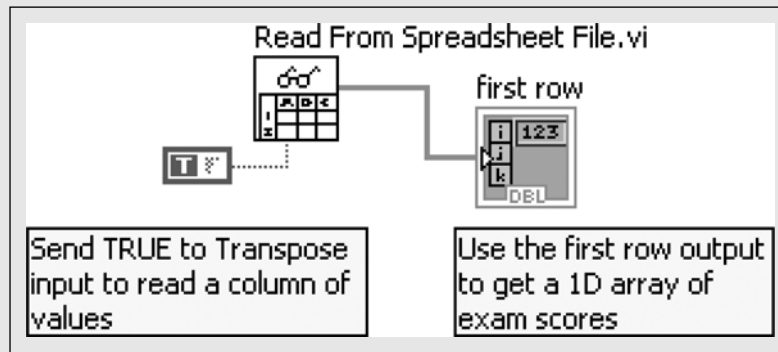 Read From Spreadsheet File.vi
first row
i
123
j
k
DBL
T
Send TRUE to Transpose
input to read a column of
values
Use the first row output
to get a 1D array of
exam scores